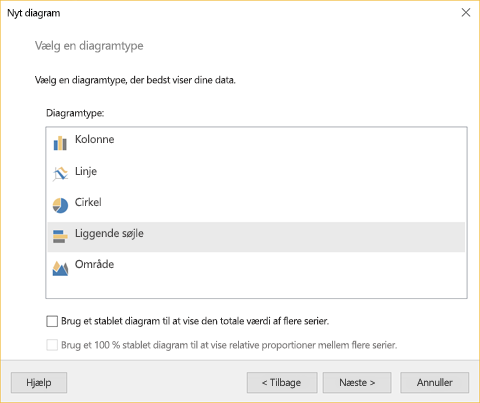 Nyt diagram
Vælg en diagramtype
Vælg en diagramtype, der bedst viser dine data.
Diagramtype:
Kolonne
Linje
Cirkel
Liggende søjle
Område
Brug et stablet diagram til at vise den totale værdi af flere serier.
Brug et 100 % stablet diagram til at vise relative proportioner mellem flere serier.
Hjælp
< Tilbage
Næste >
Annuller